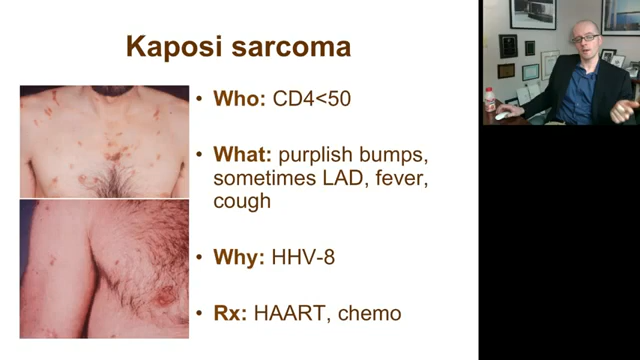 Kaposi sarcoma
• Who: CD4<50
• What: purplish bumps,
sometimes LAD, fever,
cough
• Why: HHV-8
• Rx: HAART, chemo